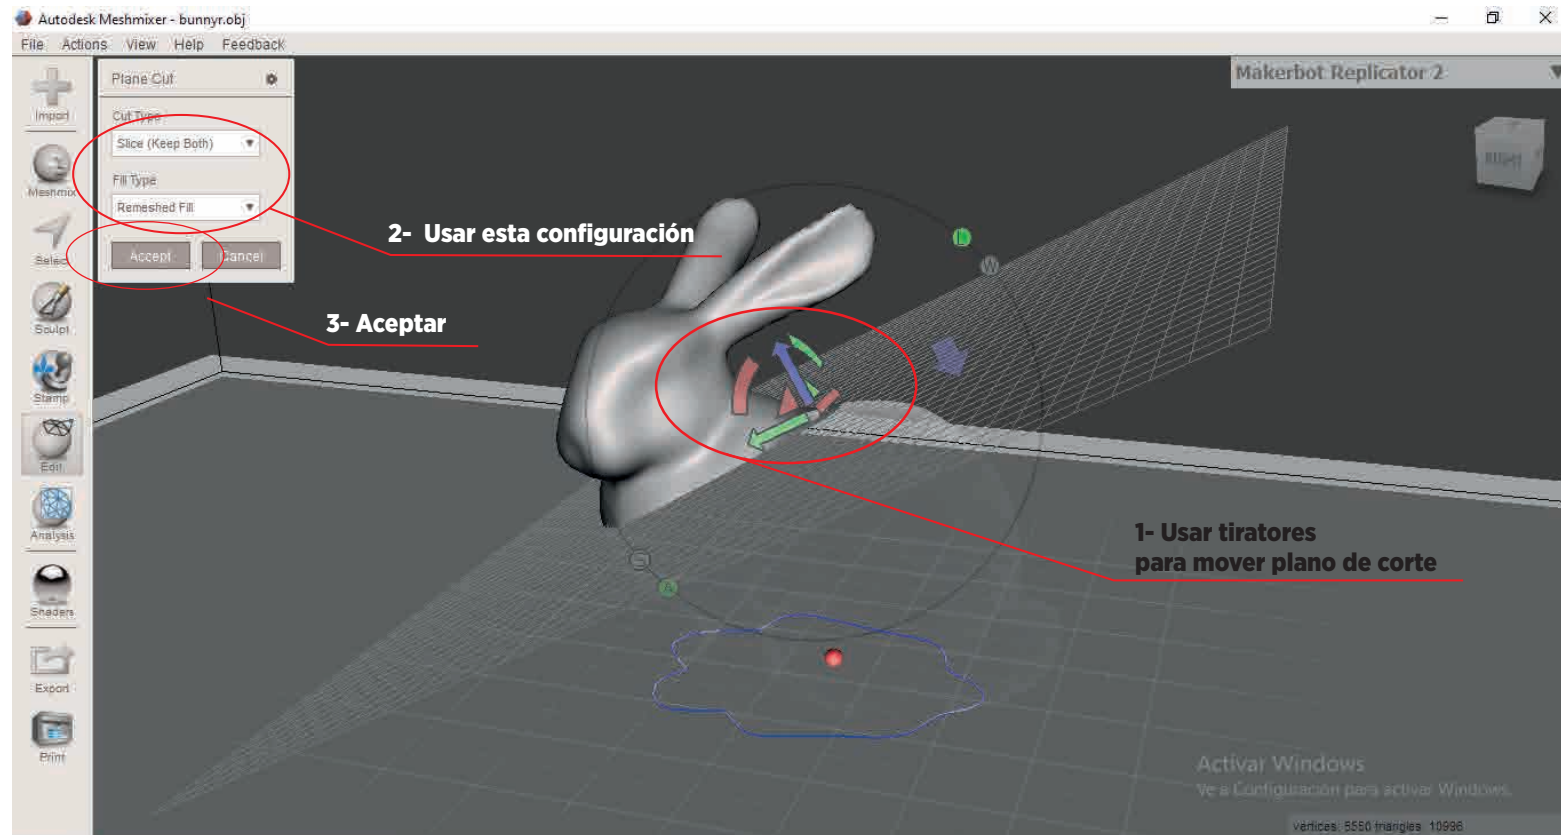 Autodesk Meshmixer - bunnyr.obj
File Actions View Help Feedback
Import
Meshmix
Select
Sculpt
Stamp
Edit
Analysis
Shaders
Export
Print
Plane Cut
Cut Type
Slice (Keep Both)
Fill Type
Remeshed Fill
Accept Cancel
Makerbot Replicator 2
2- Usar esta configuración
3- Aceptar
L
W
A
1- Usar tiratores
para mover plano de corte
Activar Windows
Ve a Configuración para activar Windows.
vertices: 5550 triangles: 10996